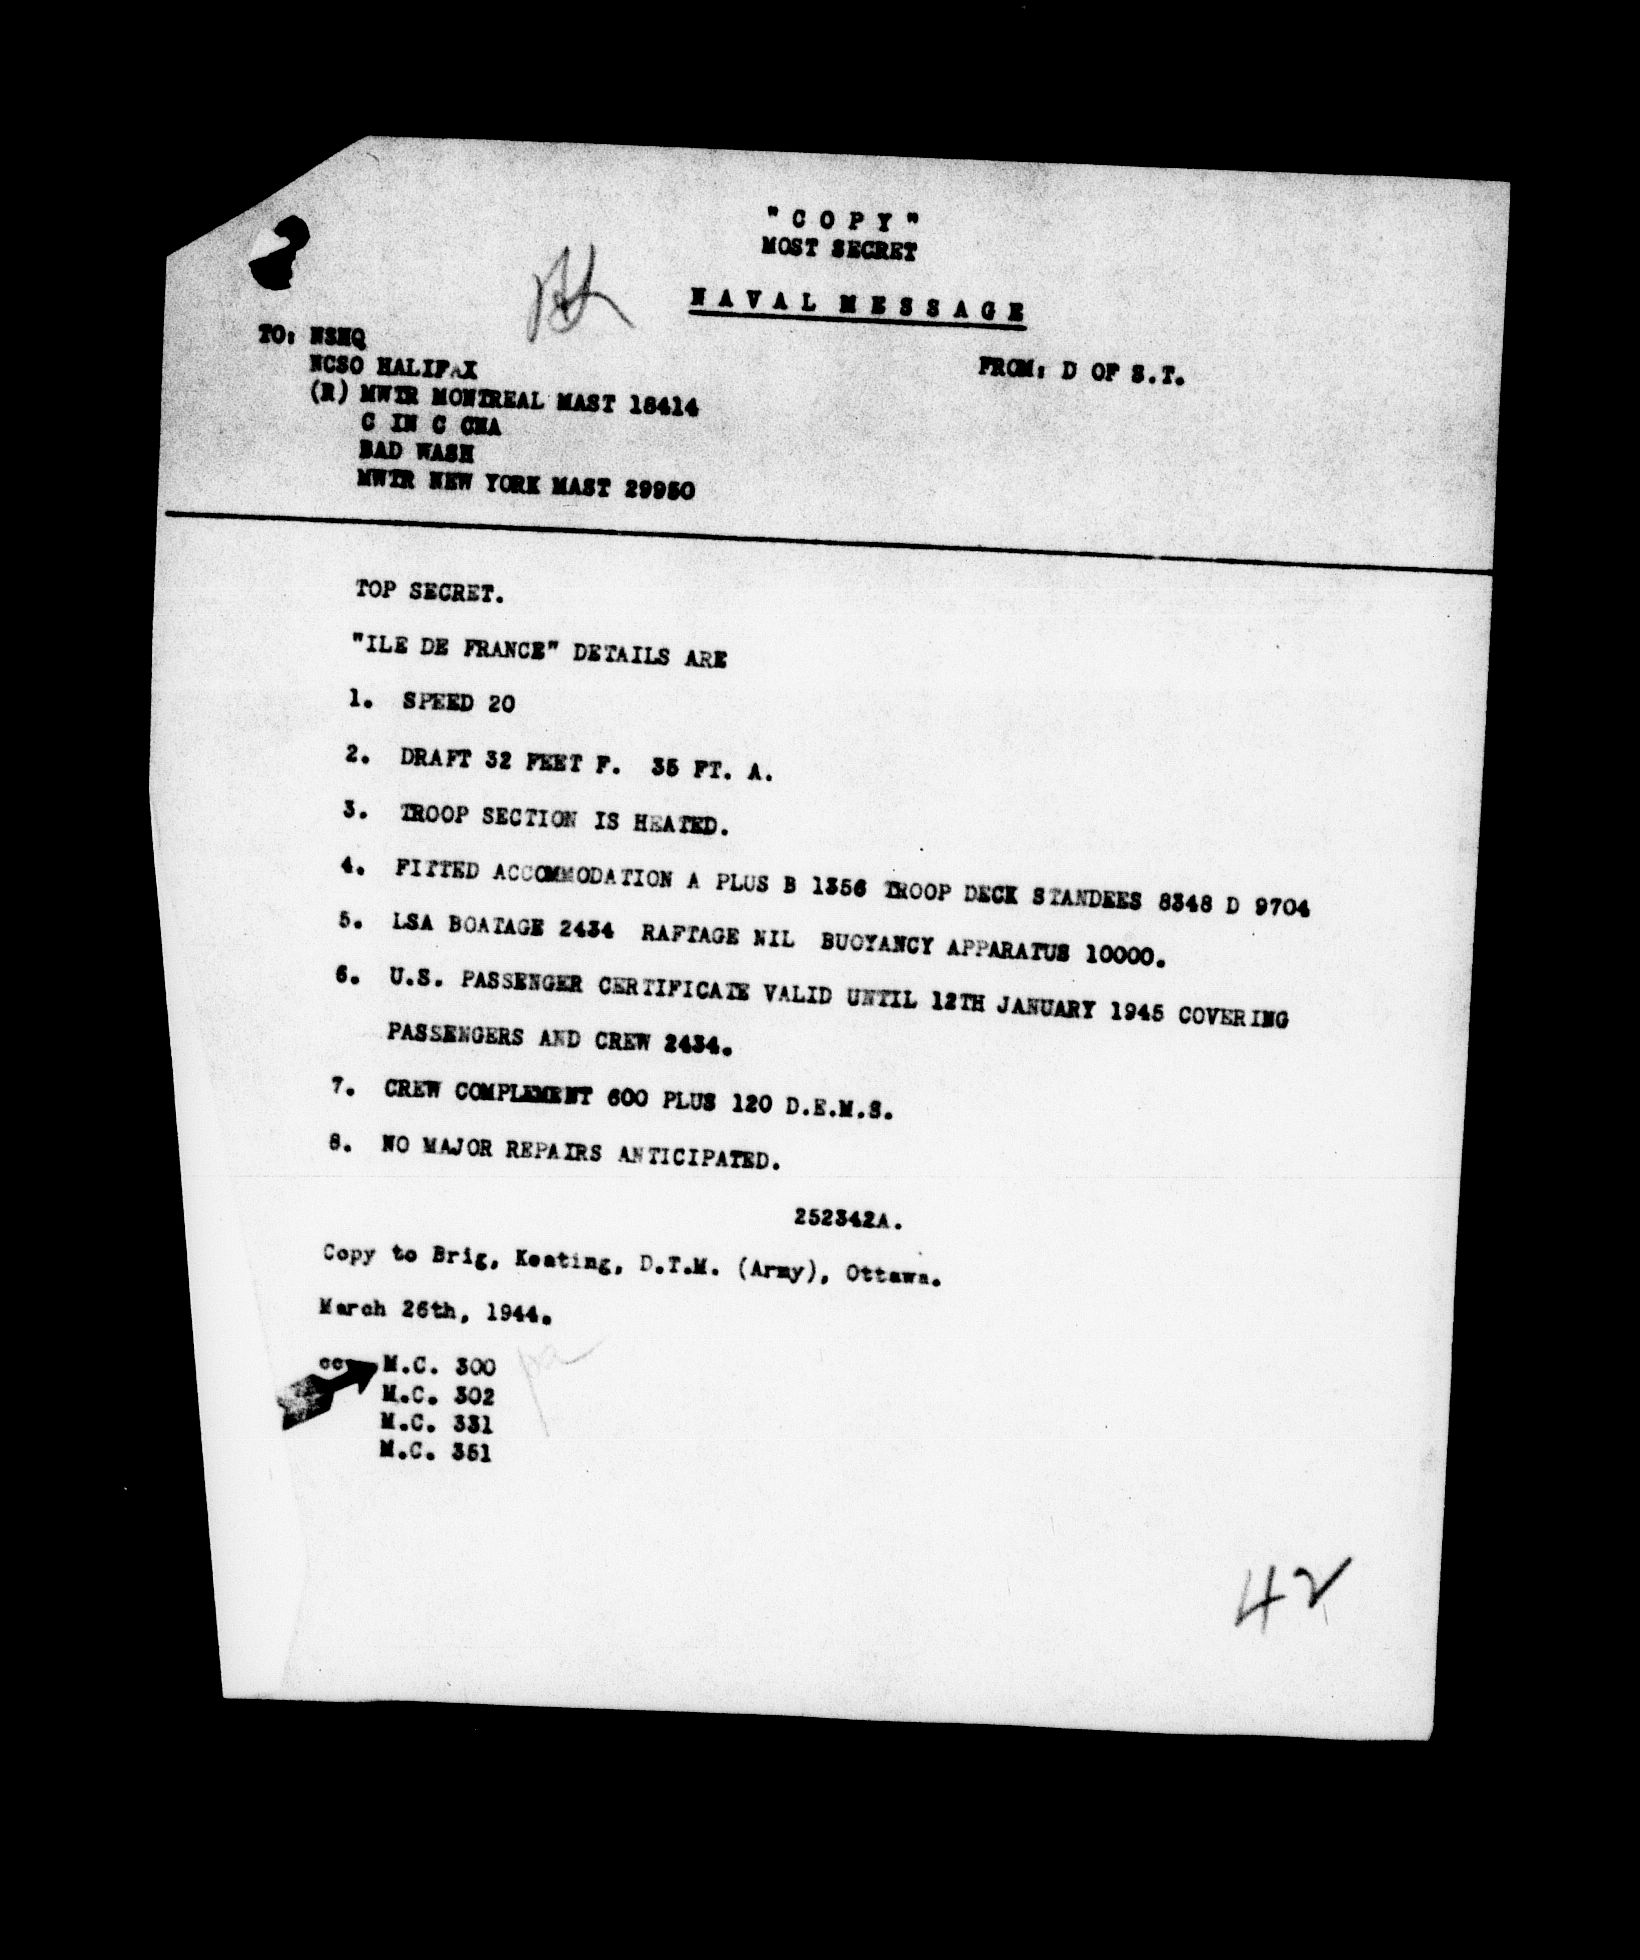 "COPY"
MOST SECRET
NAVAL MESSAGE
TO: NSHQ
NCSO HALIFAX
FROM: D OF S.T.
(R) MWTR MONTREAL MAST 18414
C IN C CNA
BAD WASH
MWTR NEW YORK MAST 29950
TOP SECRET.
"ILE DE FRANCE" DETAILS ARE
1. SPEED 20
2. DRAFT 32 FEET F. 35 FT. A.
3. TROOP SECTION IS HEATED.
4. FITTED ACCOMMODATION A PLUS B 1356 TROOP DECK STANDEES 8348 D 9704
5. LSA BOATAGE 2434 RAFTAGE NIL BUOYANCY APPARATUS 10000.
6. U.S. PASSENGER CERTIFICATE VALID UNTIL 12TH JANUARY 1945 COVERING
PASSENGERS AND CREW 2434.
7. CREW COMPLEMENT 600 PLUS 120 D.E.M.S.
8. NO MAJOR REPAIRS ANTICIPATED.
252342A.
Copy to Brig, Keating, D.T.M. (Army), Ottawa.
March 26th, 1944.
cc M.C. 300
M.C. 302
M.C. 331
M.C. 351
42